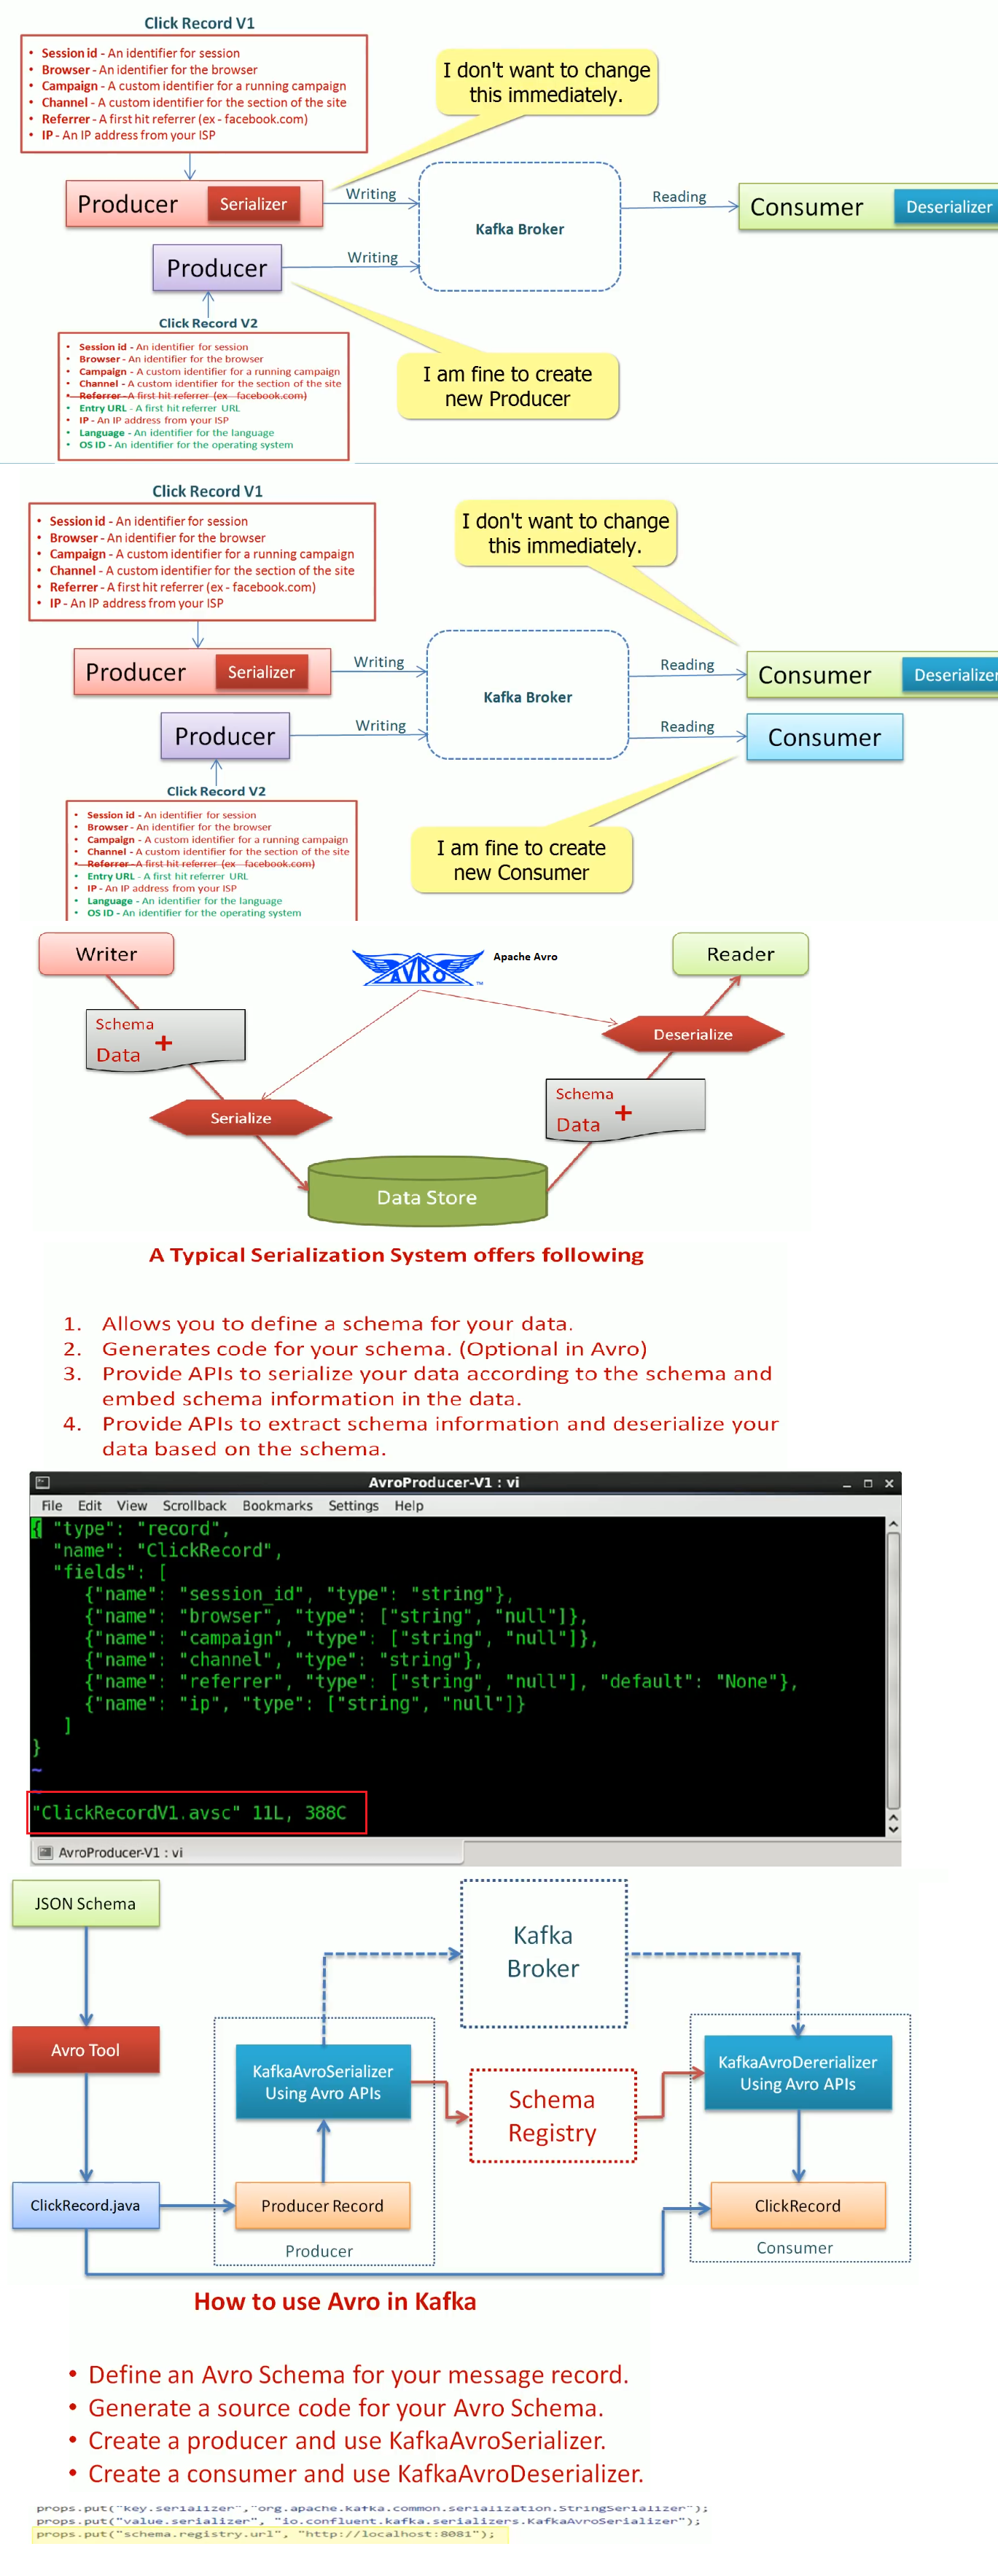 Click Record V1
• Session id - An identifier for session
• Browser - An identifier for the browser
• Campaign - A custom identifier for a running campaign
• Channel - A custom identifier for the section of the site
• Referrer - A first hit referrer (ex - facebook.com)
• IP - An IP address from your ISP
I don't want to change
this immediately.
Producer
Serializer
Writing
Kafka Broker
Reading
Consumer
Deserializer
Producer
Writing
Click Record V2
• Session id - An identifier for session
• Browser - An identifier for the browser
• Campaign - A custom identifier for a running campaign
• Channel - A custom identifier for the section of the site
• Referrer - A first hit referrer (ex facebook.com)
• Entry URL - A first hit referrer URL
• IP - An IP address from your ISP
• Language - An identifier for the language
• OS ID - An identifier for the operating system
I am fine to create
new Producer
Click Record V1
• Session id - An identifier for session
• Browser - An identifier for the browser
• Campaign - A custom identifier for a running campaign
• Channel - A custom identifier for the section of the site
• Referrer - A first hit referrer (ex - facebook.com)
• IP - An IP address from your ISP
I don't want to change
this immediately.
Producer
Serializer
Writing
Kafka Broker
Reading
Consumer
Deserializer
Producer
Writing
Reading
Consumer
Click Record V2
• Session id - An identifier for session
• Browser - An identifier for the browser
• Campaign - A custom identifier for a running campaign
• Channel - A custom identifier for the section of the site
• Referrer - A first hit referrer (ex facebook.com)
• Entry URL - A first hit referrer URL
• IP - An IP address from your ISP
• Language - An identifier for the language
• OS ID - An identifier for the operating system
I am fine to create
new Consumer
Writer
AVRO™
Apache Avro
Reader
Schema
+
Data
Deserialize
Serialize
Schema
+
Data
Data Store
A Typical Serialization System offers following
1. Allows you to define a schema for your data.
2. Generates code for your schema. (Optional in Avro)
3. Provide APIs to serialize your data according to the schema and
embed schema information in the data.
4. Provide APIs to extract schema information and deserialize your
data based on the schema.
AvroProducer-V1 : vi
File Edit View Scrollback Bookmarks Settings Help
{ "type": "record",
"name": "ClickRecord",
"fields": [
{"name": "session_id", "type": "string"},
{"name": "browser", "type": ["string", "null"]},
{"name": "campaign", "type": ["string", "null"]},
{"name": "channel", "type": "string"},
{"name": "referrer", "type": ["string", "null"], "default": "None"},
{"name": "ip", "type": ["string", "null"]}
]
}
~
~
"ClickRecordV1.avsc" 11L, 388C
AvroProducer-V1 : vi
JSON Schema
Kafka
Broker
Avro Tool
KafkaAvroSerializer
Using Avro APIs
Schema
Registry
KafkaAvroDererializer
Using Avro APIs
ClickRecord.java
Producer Record
ClickRecord
Producer
Consumer
How to use Avro in Kafka
• Define an Avro Schema for your message record.
• Generate a source code for your Avro Schema.
• Create a producer and use KafkaAvroSerializer.
• Create a consumer and use KafkaAvroDeserializer.
props.put("key.serializer","org.apache.kafka.common.serialization.StringSerializer");
props.put("value.serializer", "io.confluent.kafka.serializers.KafkaAvroSerializer");
props.put("schema.registry.url", "http://localhost:8081");